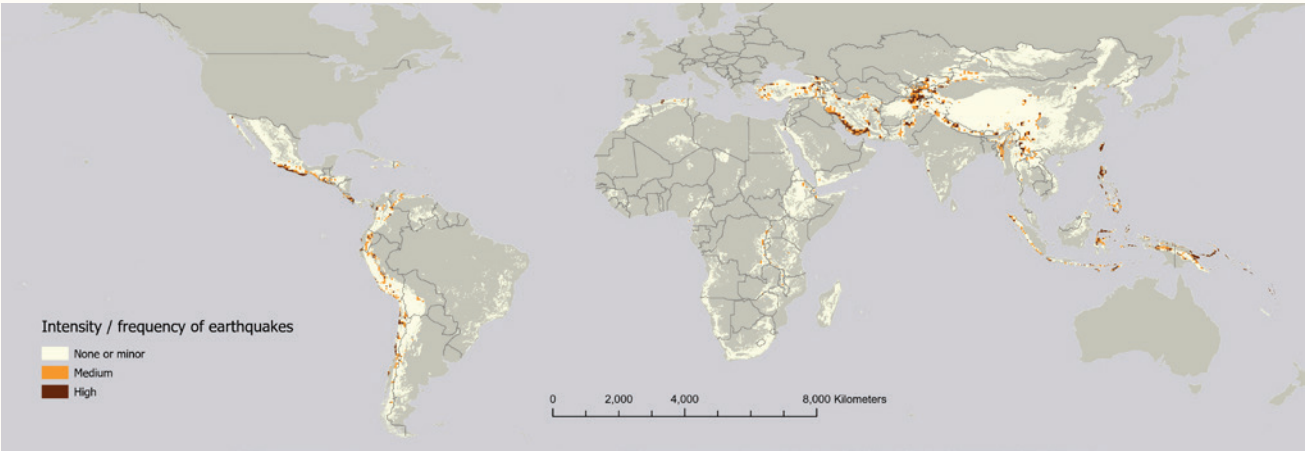 Intensity / frequency of earthquakes
None or minor
Medium
High
0 2,000 4,000 8,000 Kilometers